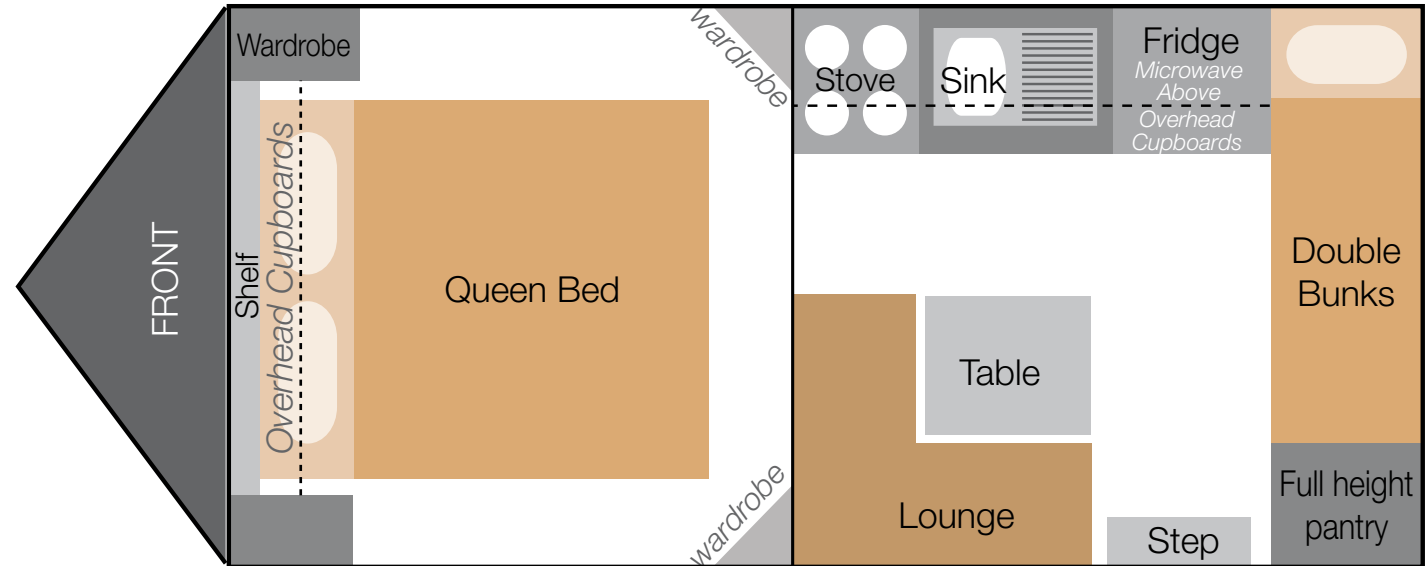 FRONT
Wardrobe
Shelf
Overhead Cupboards
Queen Bed
wardrobe
wardrobe
Stove
Sink
Fridge
Microwave
Above
Overhead
Cupboards
Double
Bunks
Table
Lounge
Step
Full height
pantry